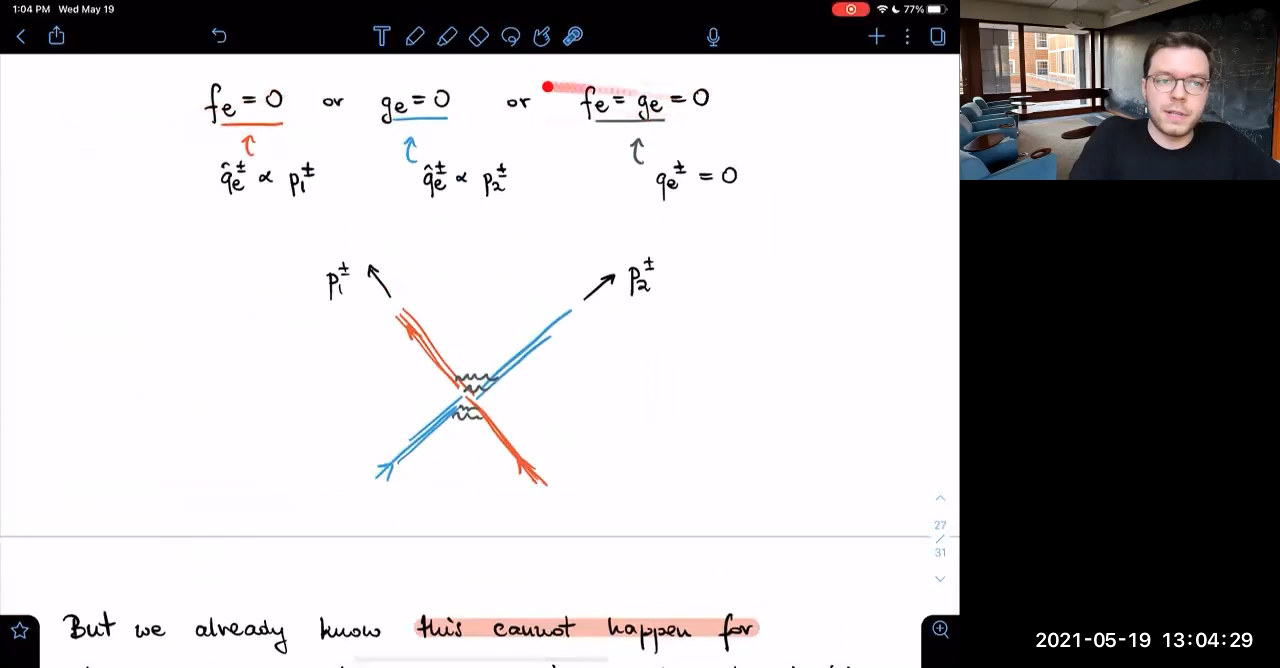 1:04 PM Wed May 19
77%
fe = 0 or ge = 0 or fe = ge = 0
q̂e± ∝ p1± q̂e± ∝ p2± qe± = 0
p1± p2±
27
/
31
But we already know this cannot happen for
2021-05-19 13:04:29